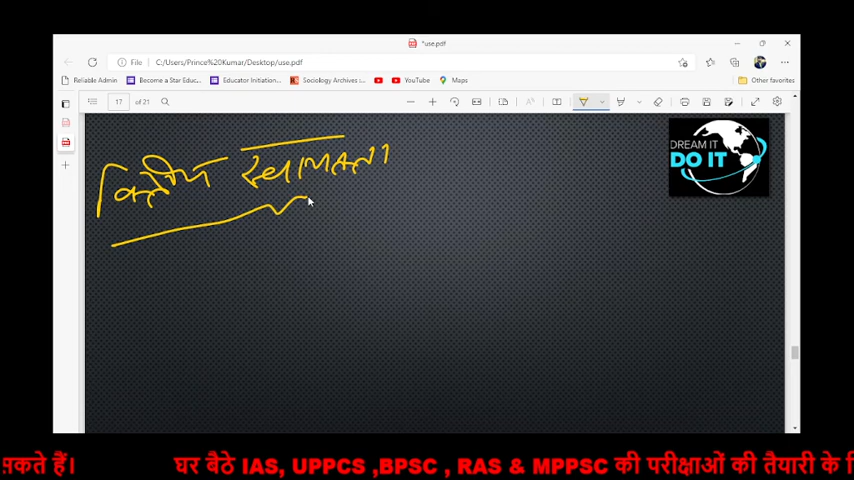 *use.pdf
File C:/Users/Prince%20Kumar/Desktop/use.pdf
Reliable Admin Become a Star Educ... Educator Initiation... Sociology Archives :... YouTube Maps Other favorites
17 of 21
DREAM IT
DO IT
सकते हैं। घर बैठे IAS, UPPCS ,BPSC , RAS & MPPSC की परीक्षाओं की तैयारी के